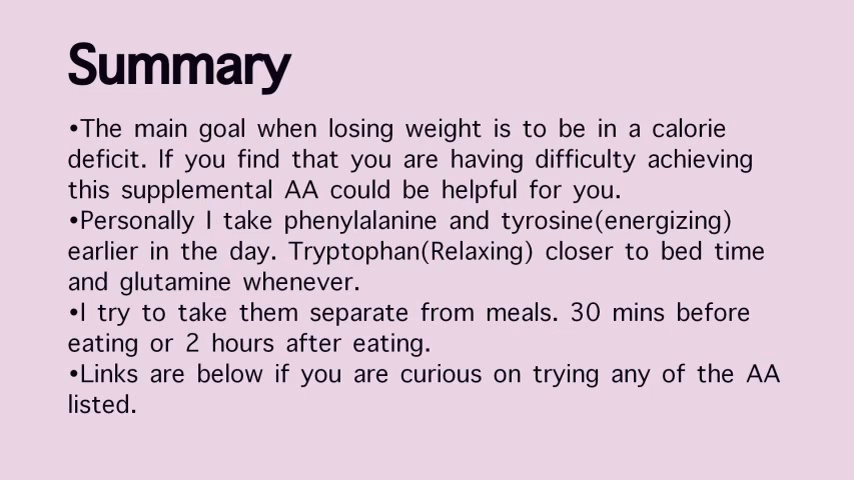 Summary
•The main goal when losing weight is to be in a calorie
deficit. If you find that you are having difficulty achieving
this supplemental AA could be helpful for you.
•Personally I take phenylalanine and tyrosine(energizing)
earlier in the day. Tryptophan(Relaxing) closer to bed time
and glutamine whenever.
•I try to take them separate from meals. 30 mins before
eating or 2 hours after eating.
•Links are below if you are curious on trying any of the AA
listed.